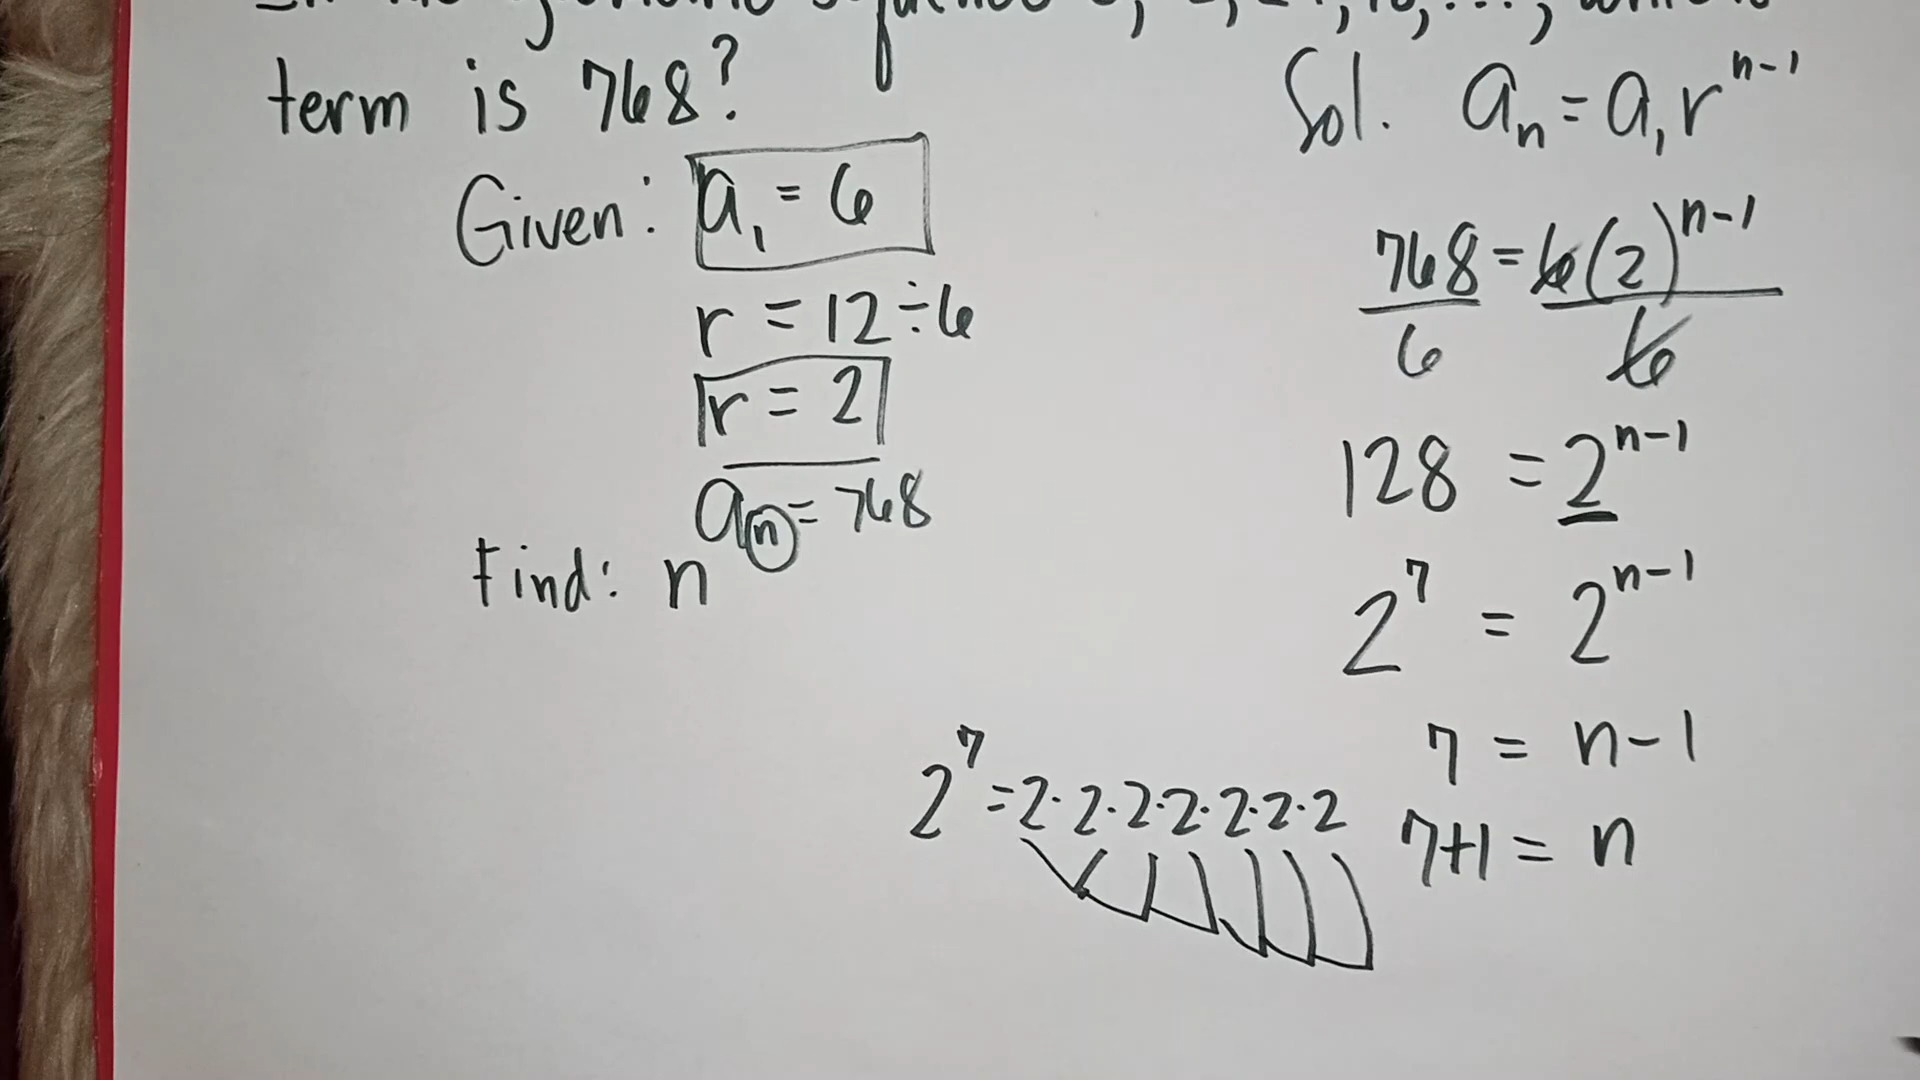 term is 768?
Given: a₁ = 6
r = 12 ÷ 6
r = 2
aₙ = 768
Find: n
Sol. aₙ = a₁rⁿ⁻¹
768 = 6(2)ⁿ⁻¹
6 6
128 = 2ⁿ⁻¹
2⁷ = 2ⁿ⁻¹
7 = n-1
7+1 = n
2⁷ = 2·2·2·2·2·2·2